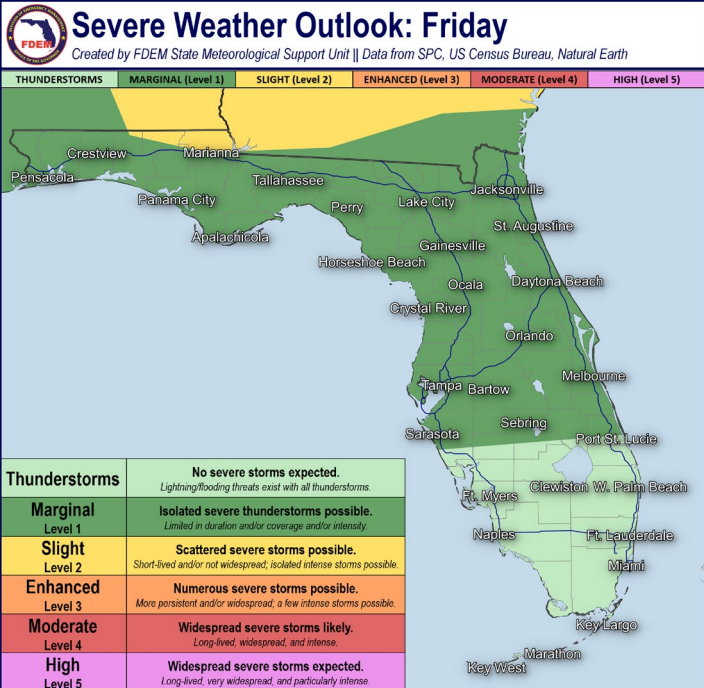 Severe Weather Outlook: Friday
FDEM
Created by FDEM State Meteorological Support Unit || Data from SPC, US Census Bureau, Natural Earth
THUNDERSTORMS MARGINAL (Level 1) SLIGHT (Level 2) ENHANCED (Level 3) MODERATE (Level 4) HIGH (Level 5)
Crestview
Marianna
Pensacola
Tallahassee
Jacksonville
Panama City
Perry
Lake City
Apalachicola
St. Augustine
Gainesville
Horseshoe Beach
Ocala
Daytona Beach
Crystal River
Orlando
Tampa
Bartow
Melbourne
Sebring
Sarasota
Port St. Lucie
Ft. Myers
Clewiston
W. Palm Beach
Naples
Ft. Lauderdale
Miami
Key Largo
Marathon
Key West
Thunderstorms
No severe storms expected.
Lightning/flooding threats exist with all thunderstorms.
Marginal
Level 1
Isolated severe thunderstorms possible.
Limited in duration and/or coverage and/or intensity.
Slight
Level 2
Scattered severe storms possible.
Short-lived and/or not widespread; isolated intense storms possible.
Enhanced
Level 3
Numerous severe storms possible.
More persistent and/or widespread; a few intense storms possible.
Moderate
Level 4
Widespread severe storms likely.
Long-lived, widespread, and intense.
High
Level 5
Widespread severe storms expected.
Long-lived, very widespread, and particularly intense.